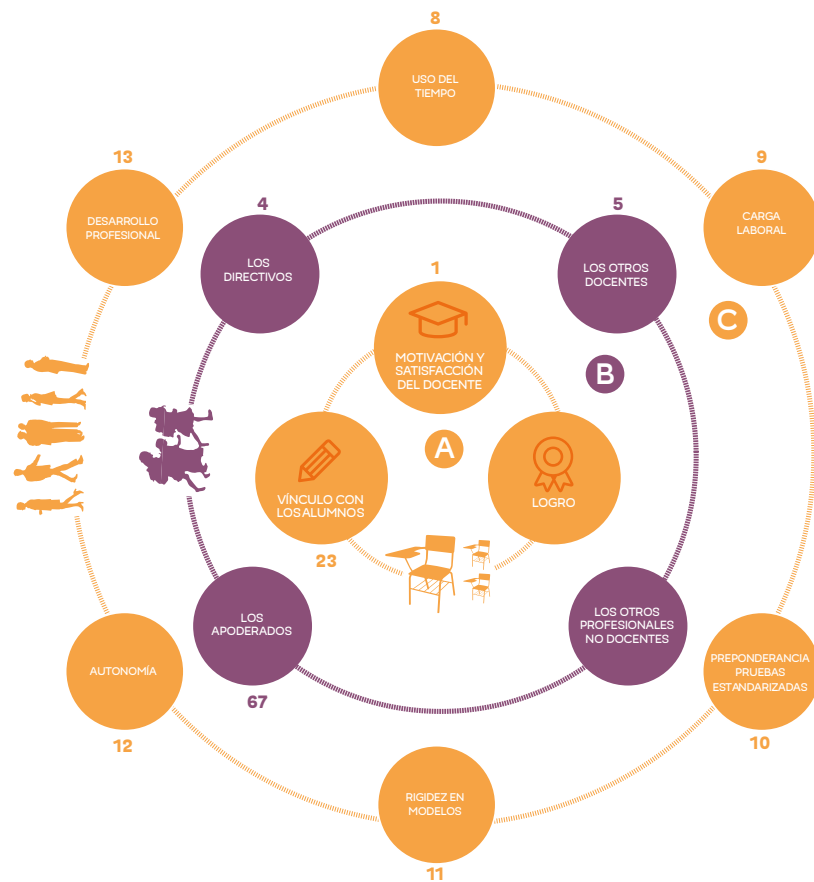 8
USO DEL
TIEMPO
13
DESARROLLO
PROFESIONAL
9
CARGA
LABORAL
4
LOS
DIRECTIVOS
5
LOS OTROS
DOCENTES
1
MOTIVACIÓN Y
SATISFACCIÓN
DEL DOCENTE
C
B
A
VÍNCULO CON
LOS ALUMNOS
23
LOGRO
LOS
APODERADOS
67
LOS OTROS
PROFESIONALES
NO DOCENTES
AUTONOMÍA
12
PREPONDERANCIA
PRUEBAS
ESTANDARIZADAS
10
RIGIDEZ EN
MODELOS
11